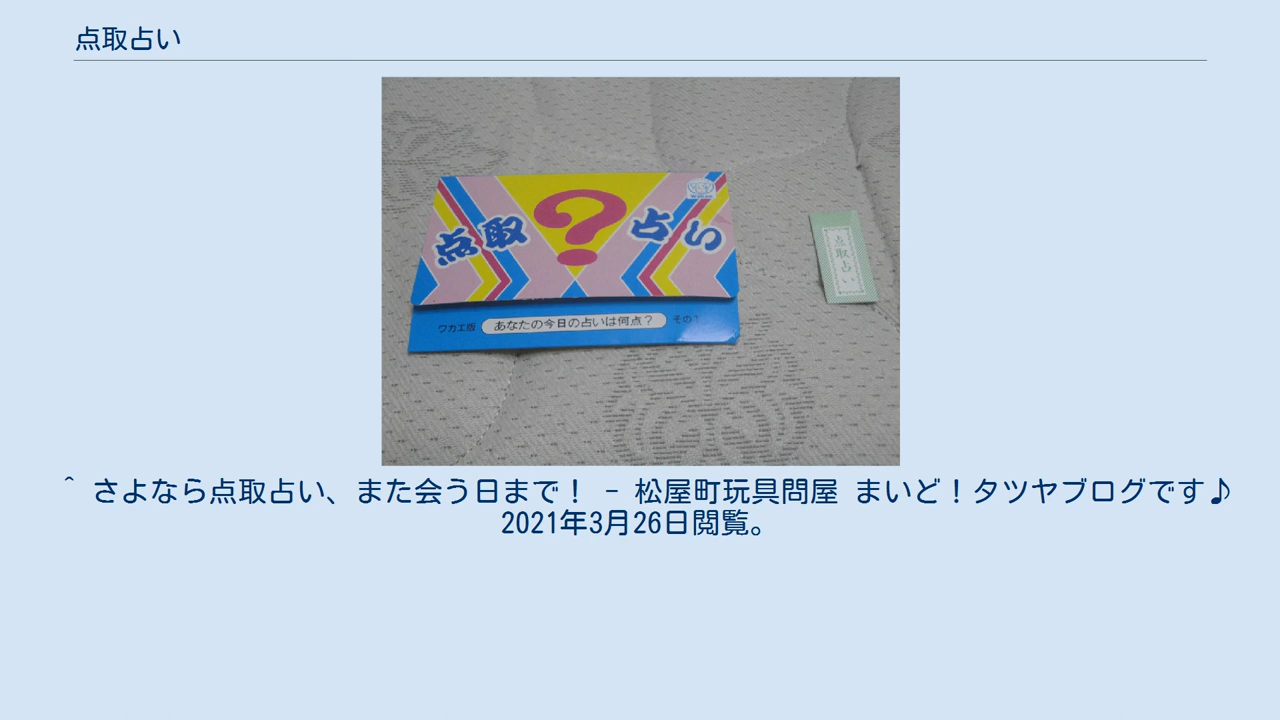 点取占い
点取?占い
ワカエ版 あなたの今日の占いは何点? その1
点取占い
^ さよなら点取占い、また会う日まで! - 松屋町玩具問屋 まいど!タツヤブログです♪
2021年3月26日閲覧。